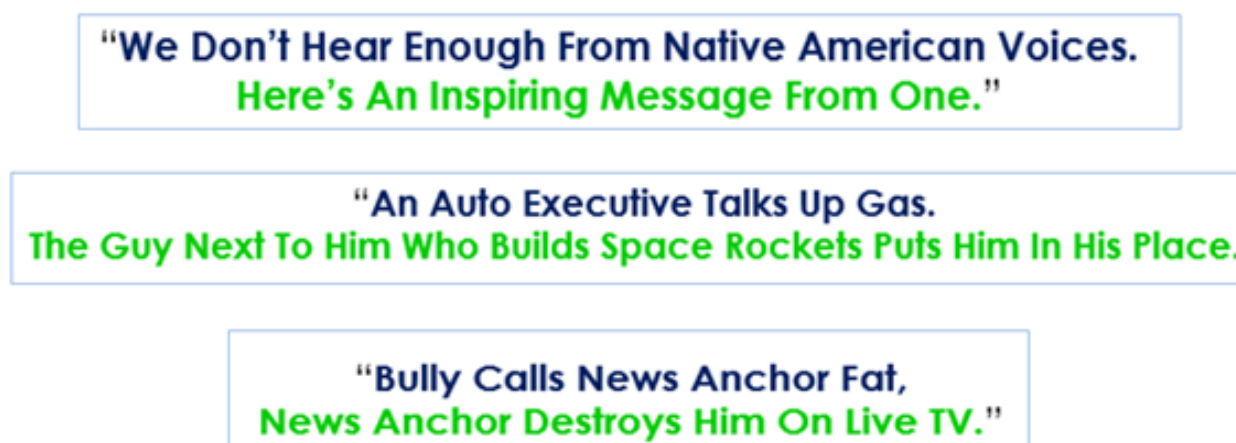 “We Don’t Hear Enough From Native American Voices.
Here’s An Inspiring Message From One.”
“An Auto Executive Talks Up Gas.
The Guy Next To Him Who Builds Space Rockets Puts Him In His Place.
“Bully Calls News Anchor Fat,
News Anchor Destroys Him On Live TV.”